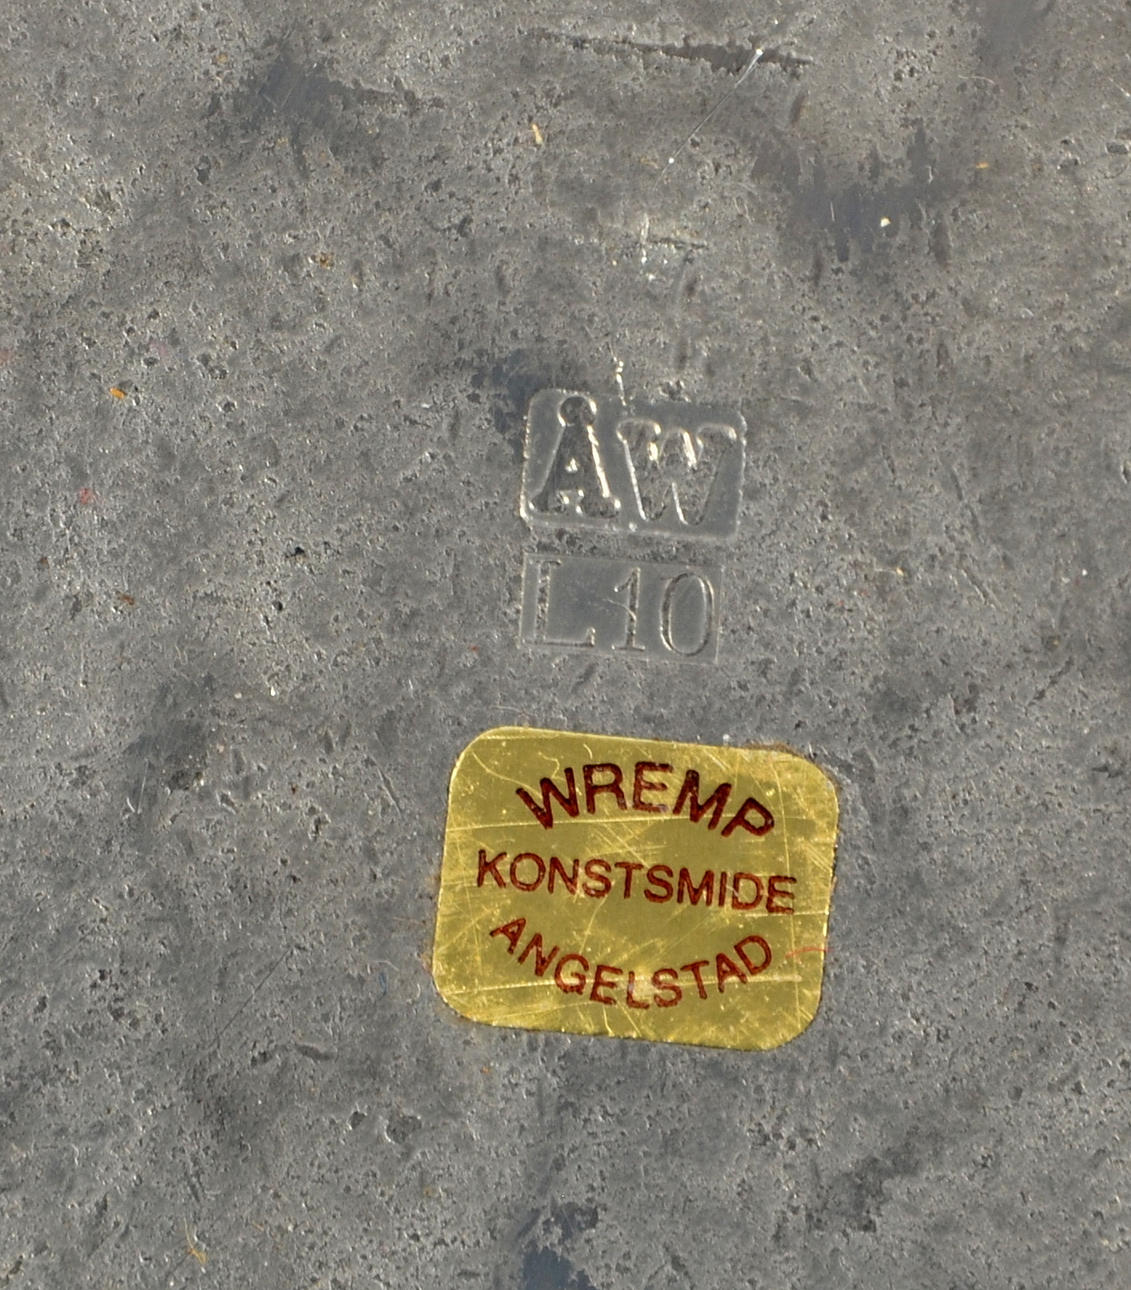 ÅW
L10
WREMP
KONSTSMIDE
ANGELSTAD